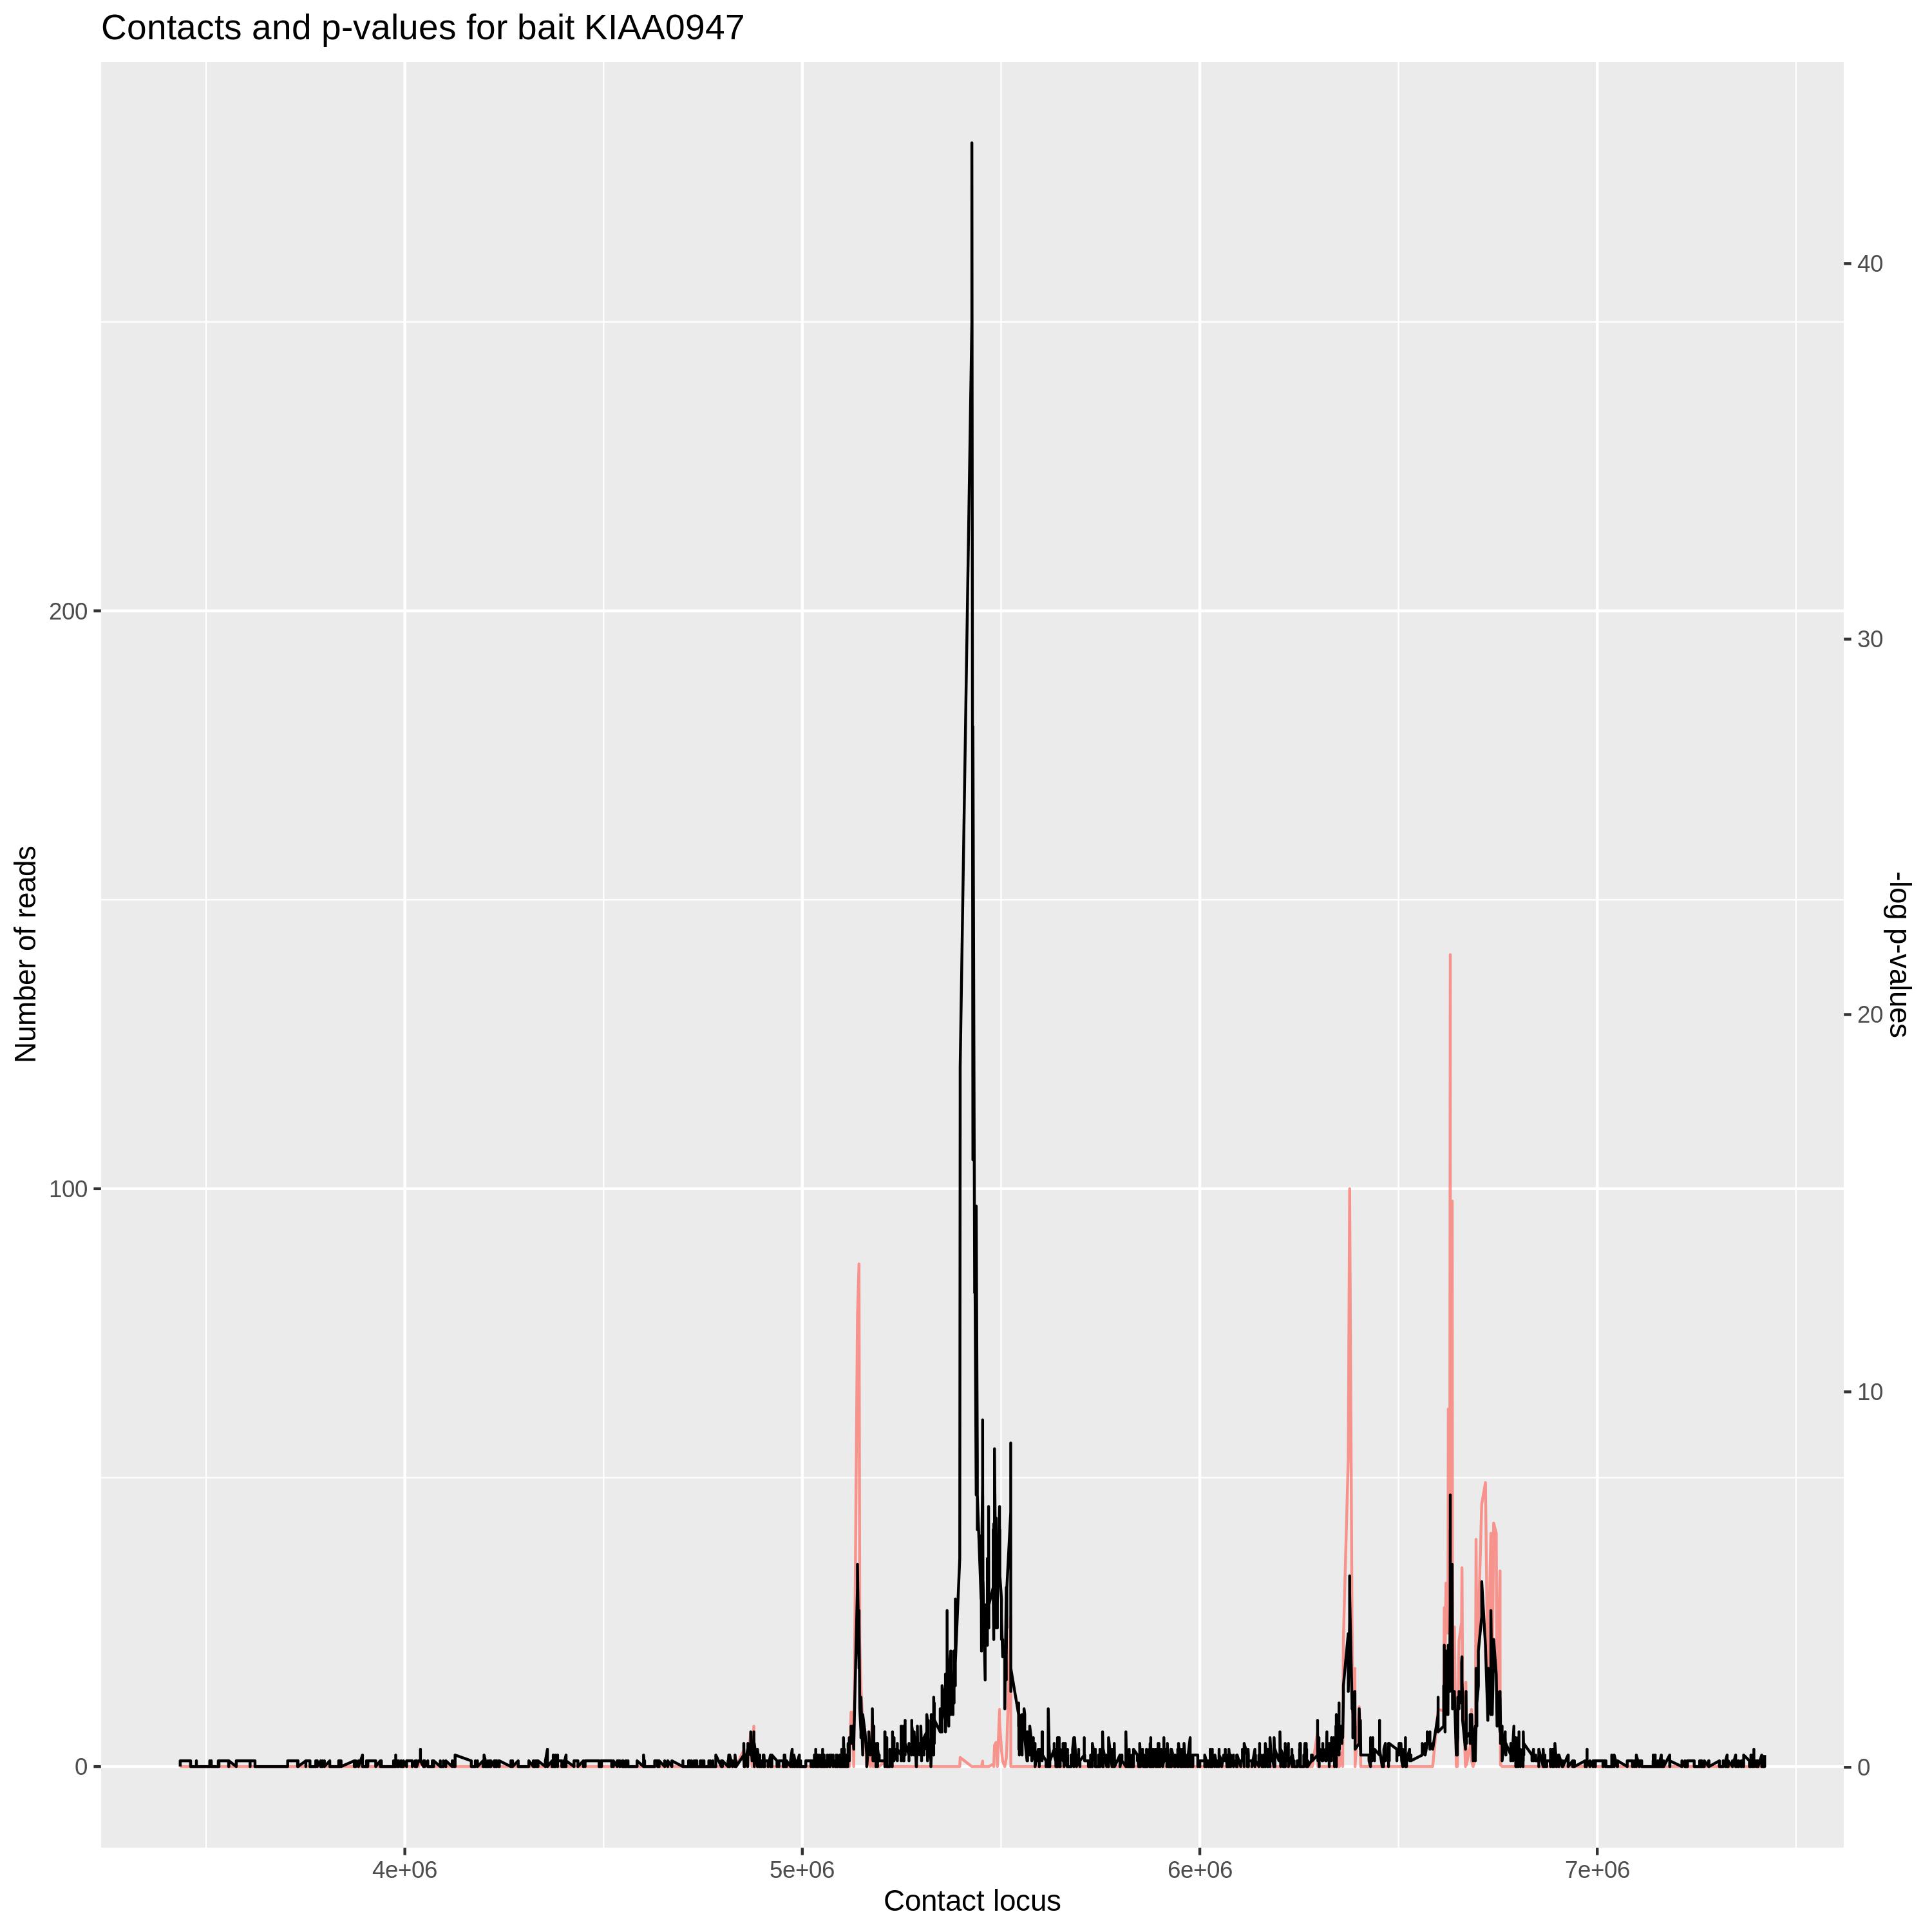 Contacts and p-values for bait KIAA0947
Number of reads
200
100
0
40
30
20
10
0
-log p-values
4e+06 5e+06 6e+06 7e+06
Contact locus